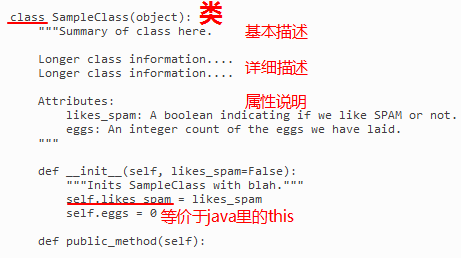 class SampleClass(object): 类
"""Summary of class here. 基本描述
Longer class information....
Longer class information.... 详细描述
Attributes: 属性说明
likes_spam: A boolean indicating if we like SPAM or not.
eggs: An integer count of the eggs we have laid.
"""
def __init__(self, likes_spam=False):
"""Inits SampleClass with blah."""
self.likes_spam = likes_spam
self.eggs = 0 等价于java里的this
def public_method(self):